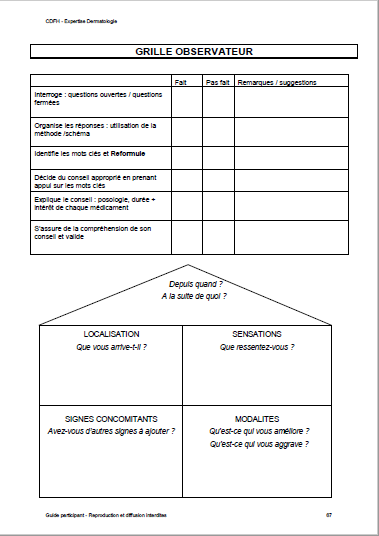 CDFH - Expertise Dermatologie
GRILLE OBSERVATEUR
Fait
Pas fait
Remarques / suggestions
Interroge : questions ouvertes / questions
fermées
Organise les réponses : utilisation de la
méthode /schéma
Identifie les mots clés et Reformule
Décide du conseil approprié en prenant
appui sur les mots clés
Explique le conseil : posologie, durée +
intérêt de chaque médicament
S'assure de la compréhension de son
conseil et valide
Depuis quand ?
A la suite de quoi ?
LOCALISATION
Que vous arrive-t-il ?
SENSATIONS
Que ressentez-vous ?
SIGNES CONCOMITANTS
Avez-vous d'autres signes à ajouter ?
MODALITES
Qu'est-ce qui vous améliore ?
Qu'est-ce qui vous aggrave ?
Guide participant - Reproduction et diffusion interdites
67